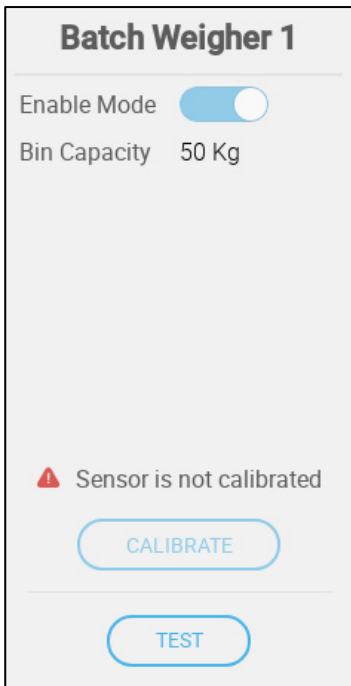 Batch Weigher 1
Enable Mode
Bin Capacity 50 Kg
Sensor is not calibrated
CALIBRATE
TEST